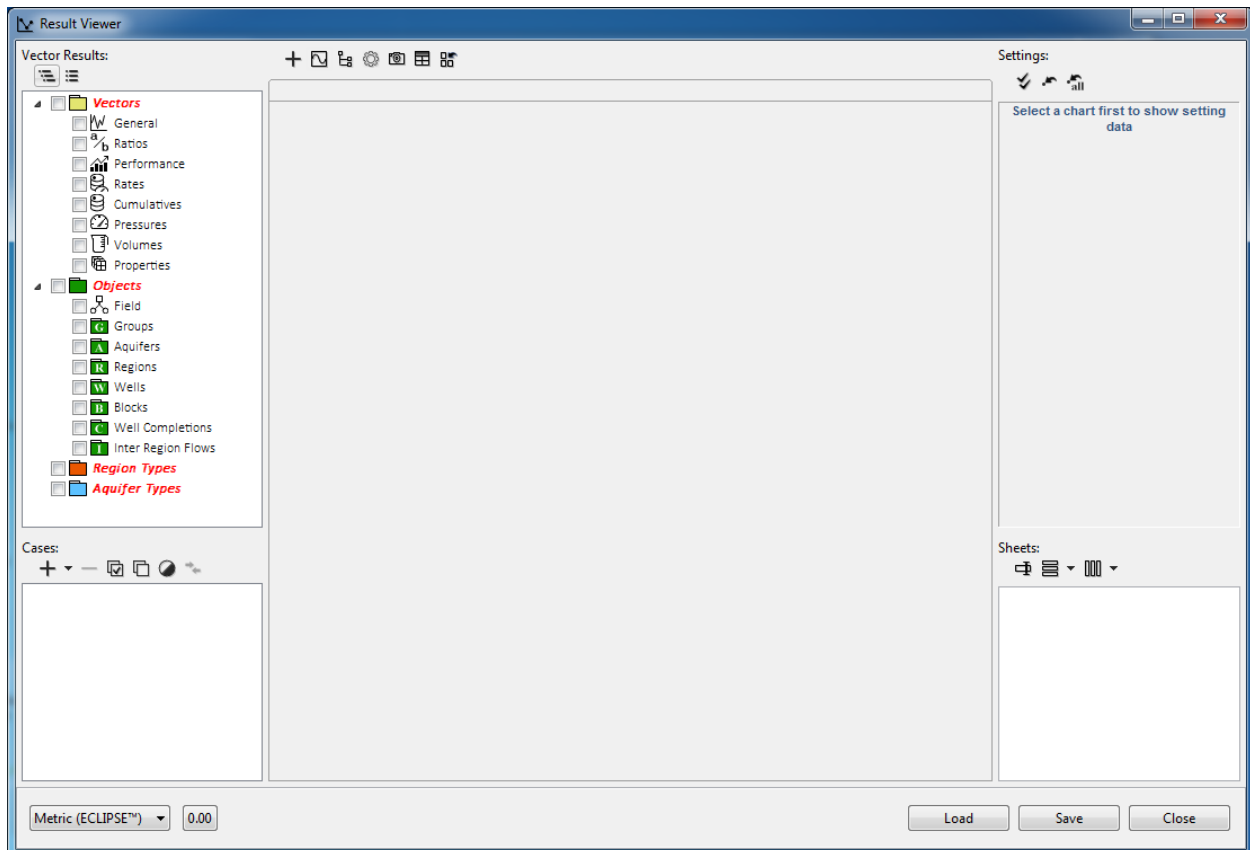 Result Viewer
Vector Results:
Vectors
General
a/b Ratios
Performance
Rates
Cumulatives
Pressures
Volumes
Properties
Objects
Field
G Groups
A Aquifers
R Regions
W Wells
B Blocks
C Well Completions
I Inter Region Flows
Region Types
Aquifer Types
Cases:
Settings:
all
Select a chart first to show setting
data
Sheets:
Metric (ECLIPSE™)
0.00
Load
Save
Close